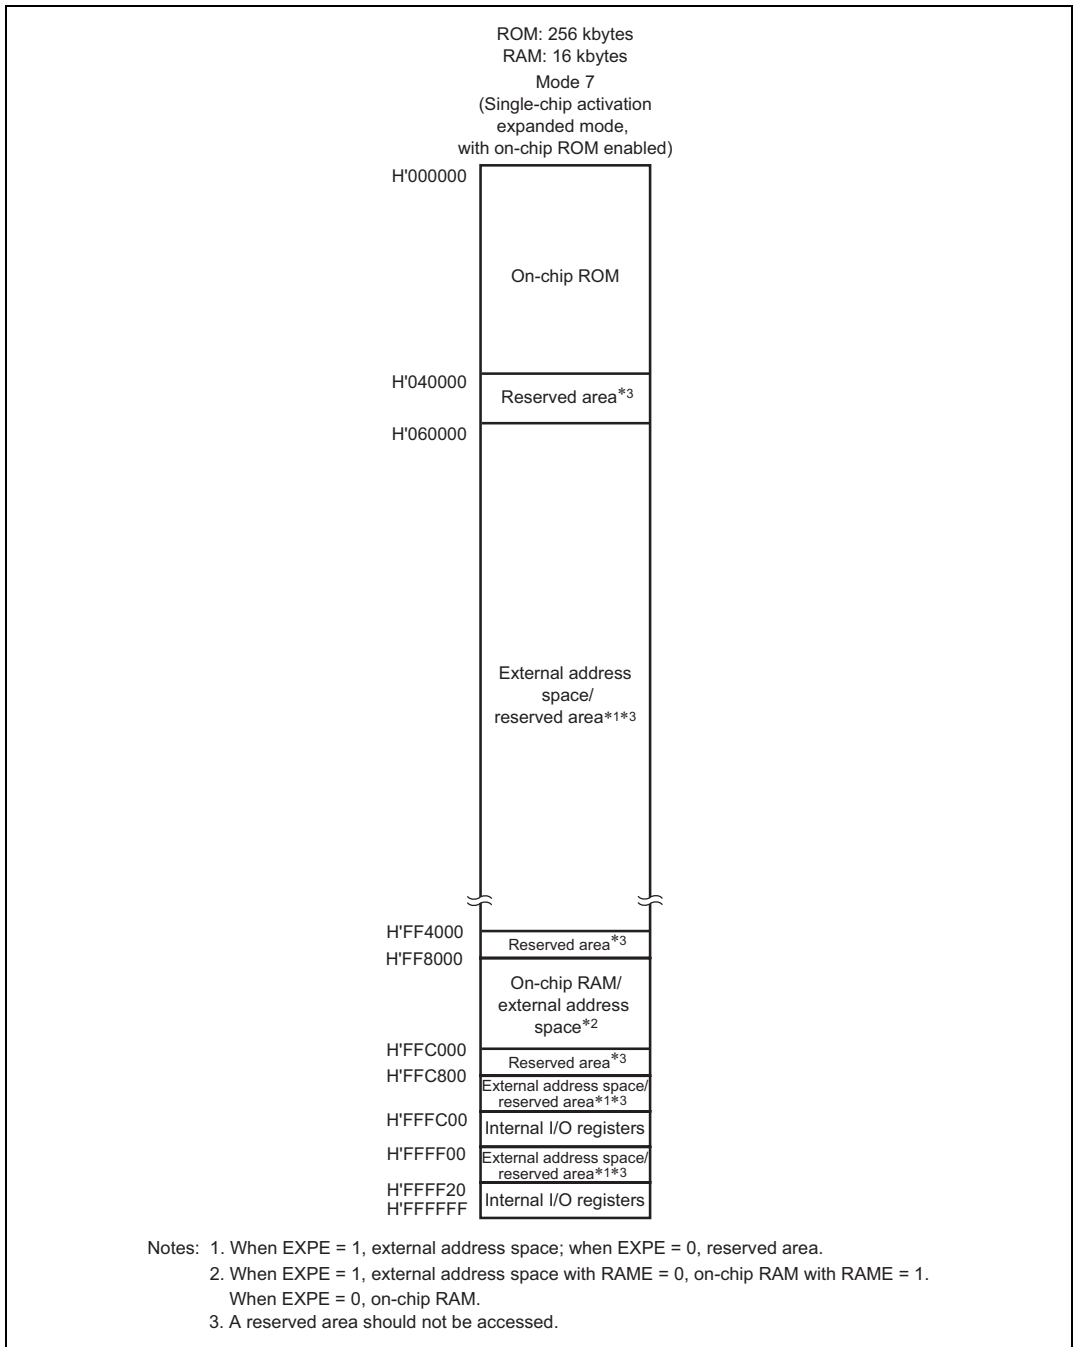 ROM: 256 kbytes
RAM: 16 kbytes
Mode 7
(Single-chip activation
expanded mode,
with on-chip ROM enabled)
H'000000
On-chip ROM
H'040000
Reserved area*3
H'060000
External address
space/
reserved area*1*3
H'FF4000
Reserved area*3
H'FF8000
On-chip RAM/
external address
space*2
H'FFC000
Reserved area*3
H'FFC800
External address space/
reserved area*1*3
H'FFFC00
Internal I/O registers
H'FFFF00
External address space/
reserved area*1*3
H'FFFF20
Internal I/O registers
H'FFFFFF
Notes: 1. When EXPE = 1, external address space; when EXPE = 0, reserved area.
2. When EXPE = 1, external address space with RAME = 0, on-chip RAM with RAME = 1.
When EXPE = 0, on-chip RAM.
3. A reserved area should not be accessed.